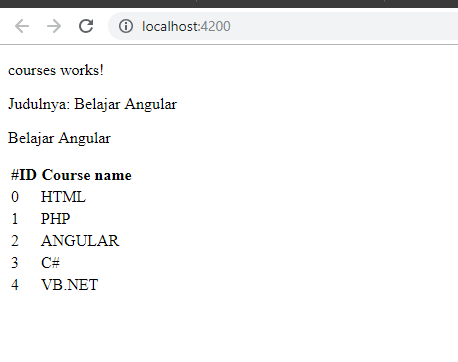 localhost:4200
courses works!
Judulnya: Belajar Angular
Belajar Angular
#ID Course name
0 HTML
1 PHP
2 ANGULAR
3 C#
4 VB.NET